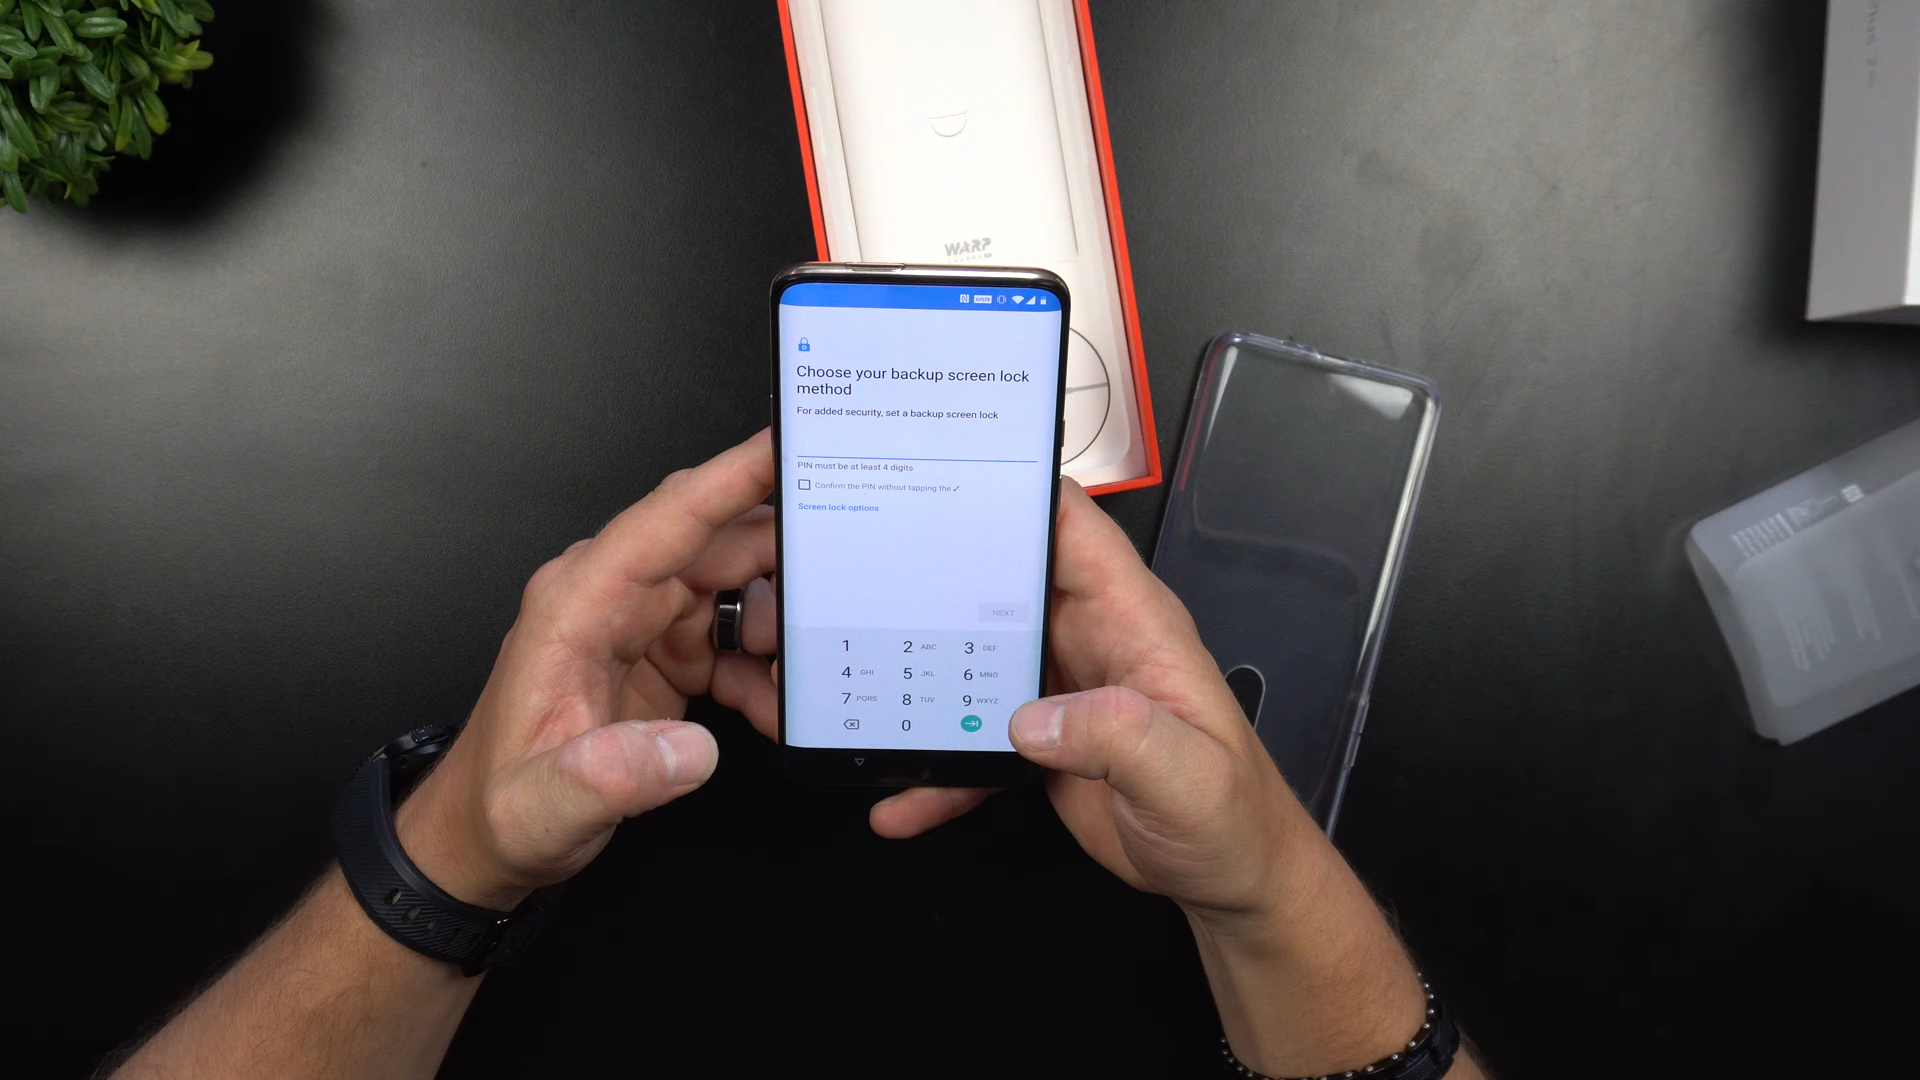 WARP
Choose your backup screen lock
method
For added security, set a backup screen lock
PIN must be at least 4 digits
Confirm the PIN without tapping the ✓
Screen lock options
NEXT
1 2 ABC 3 DEF
4 GHI 5 JKL 6 MNO
7 PQRS 8 TUV 9 WXYZ
0